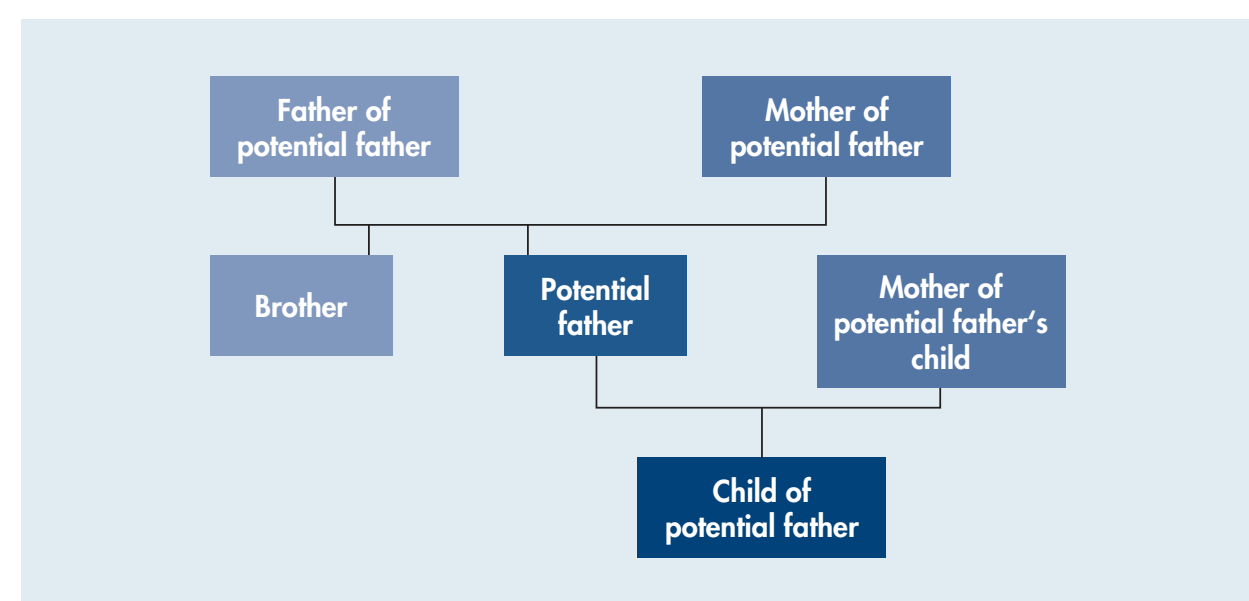 Father of
potential father
Mother of
potential father
Brother
Potential
father
Mother of
potential father‘s
child
Child of
potential father